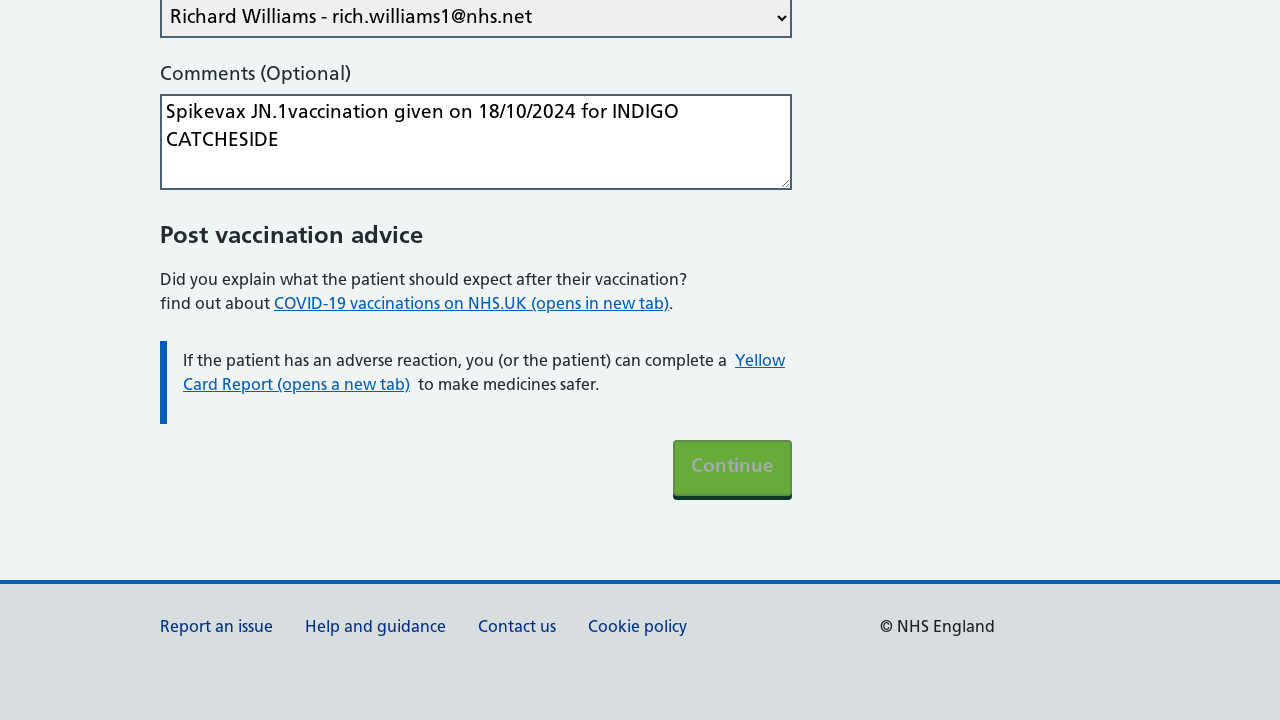 Richard Williams - rich.williams1@nhs.net
Comments (Optional)
Spikevax JN.1vaccination given on 18/10/2024 for INDIGO
CATCHESIDE
Post vaccination advice
Did you explain what the patient should expect after their vaccination?
find out about COVID-19 vaccinations on NHS.UK (opens in new tab).
If the patient has an adverse reaction, you (or the patient) can complete a Yellow
Card Report (opens a new tab) to make medicines safer.
Continue
Report an issue Help and guidance Contact us Cookie policy © NHS England